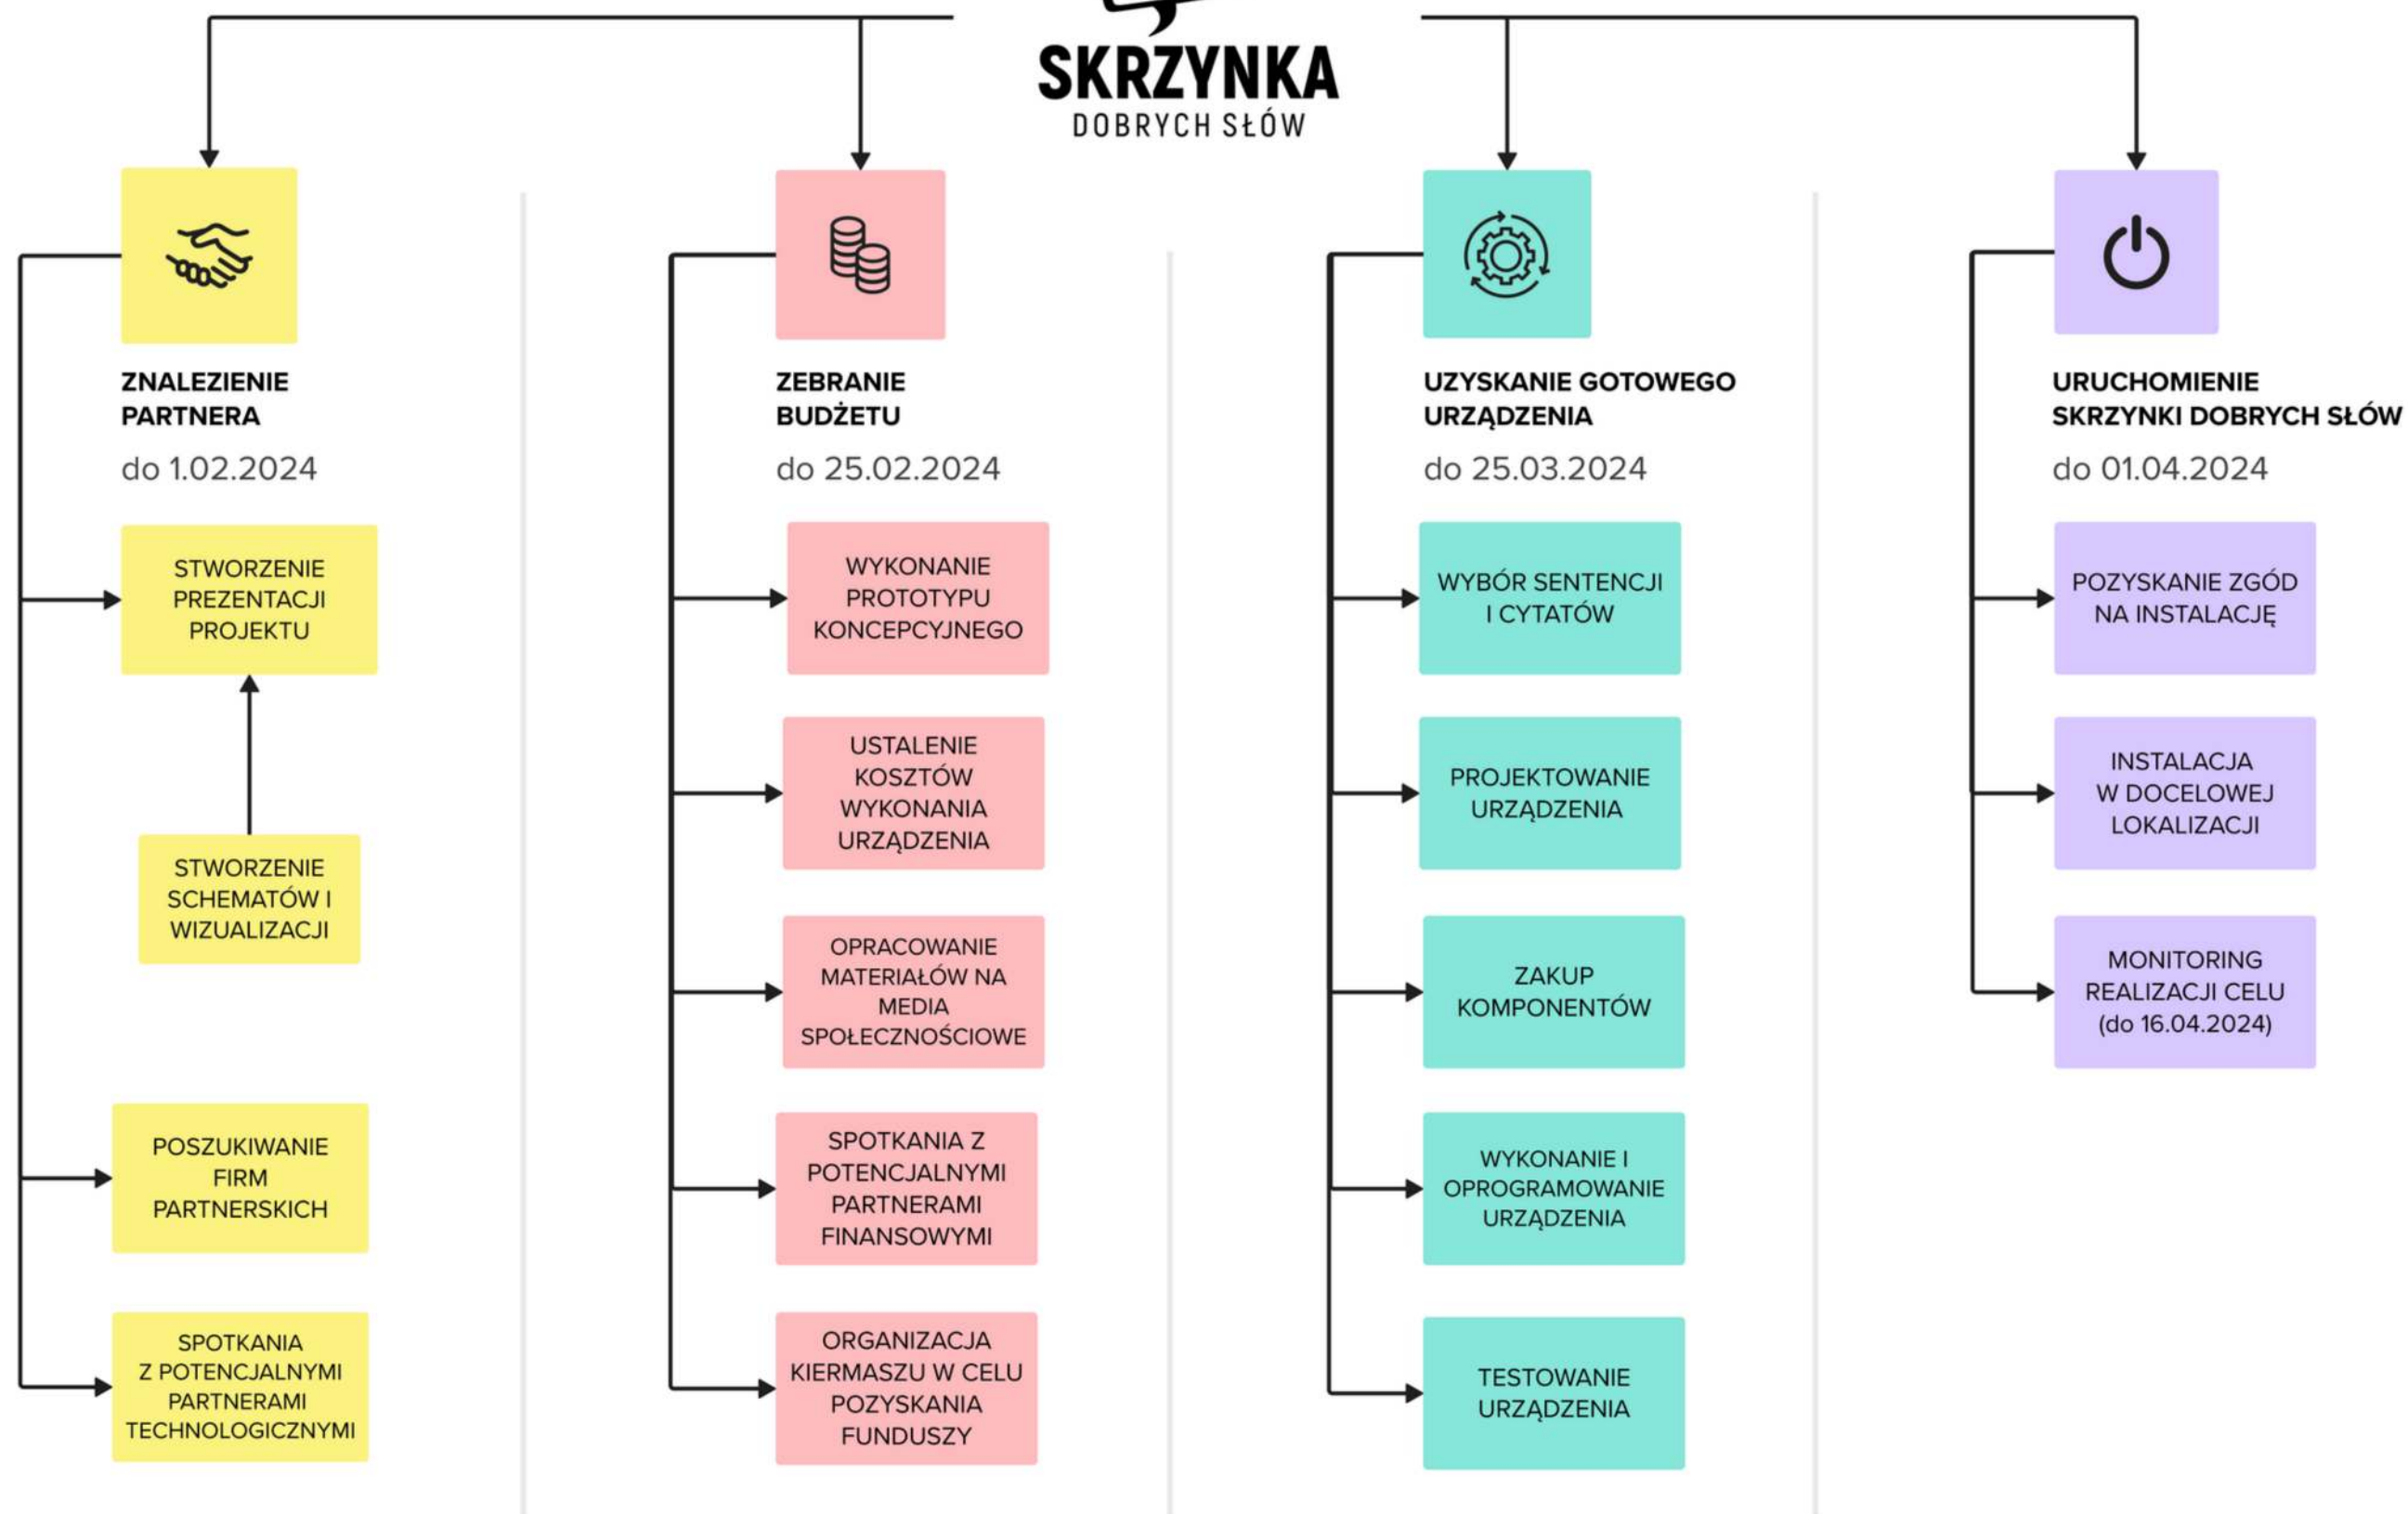 SKRZYNKA
DOBRYCH SŁÓW
ZNALEZIENIE
PARTNERA
do 1.02.2024
STWORZENIE
PREZENTACJI
PROJEKTU
STWORZENIE
SCHEMATÓW I
WIZUALIZACJI
POSZUKIWANIE
FIRM
PARTNERSKICH
SPOTKANIA
Z POTENCJALNYMI
PARTNERAMI
TECHNOLOGICZNYMI
ZEBRANIE
BUDŻETU
do 25.02.2024
WYKONANIE
PROTOTYPU
KONCEPCYJNEGO
USTALENIE
KOSZTÓW
WYKONANIA
URZĄDZENIA
OPRACOWANIE
MATERIAŁÓW NA
MEDIA
SPOŁECZNOŚCIOWE
SPOTKANIA Z
POTENCJALNYMI
PARTNERAMI
FINANSOWYMI
ORGANIZACJA
KIERMASZU W CELU
POZYSKANIA
FUNDUSZY
UZYSKANIE GOTOWEGO
URZĄDZENIA
do 25.03.2024
WYBÓR SENTENCJI
I CYTATÓW
PROJEKTOWANIE
URZĄDZENIA
ZAKUP
KOMPONENTÓW
WYKONANIE I
OPROGRAMOWANIE
URZĄDZENIA
TESTOWANIE
URZĄDZENIA
URUCHOMIENIE
SKRZYNKI DOBRYCH SŁÓW
do 01.04.2024
POZYSKANIE ZGÓD
NA INSTALACJĘ
INSTALACJA
W DOCELOWEJ
LOKALIZACJI
MONITORING
REALIZACJI CELU
(do 16.04.2024)